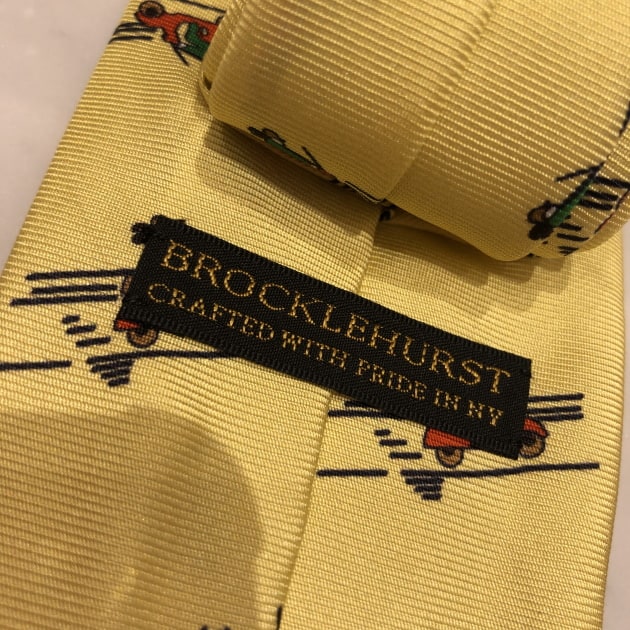 BROCKLEHURST
CRAFTED WITH PRIDE IN NY